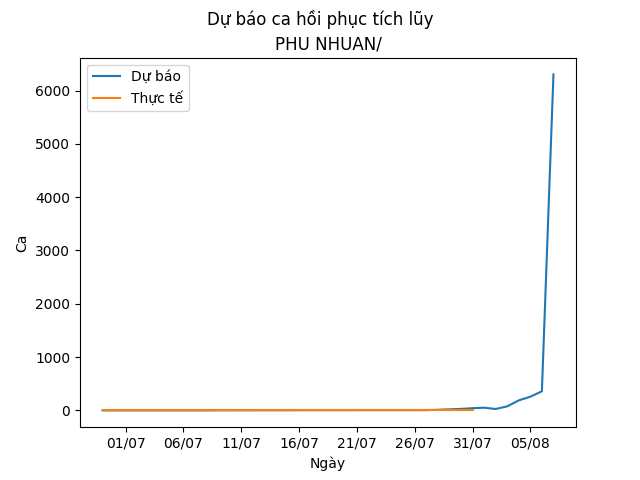 Dự báo ca hồi phục tích lũy
PHU NHUAN/
Dự báo
Thực tế
6000
5000
4000
3000
2000
1000
0
Ca
01/07 06/07 11/07 16/07 21/07 26/07 31/07 05/08
Ngày